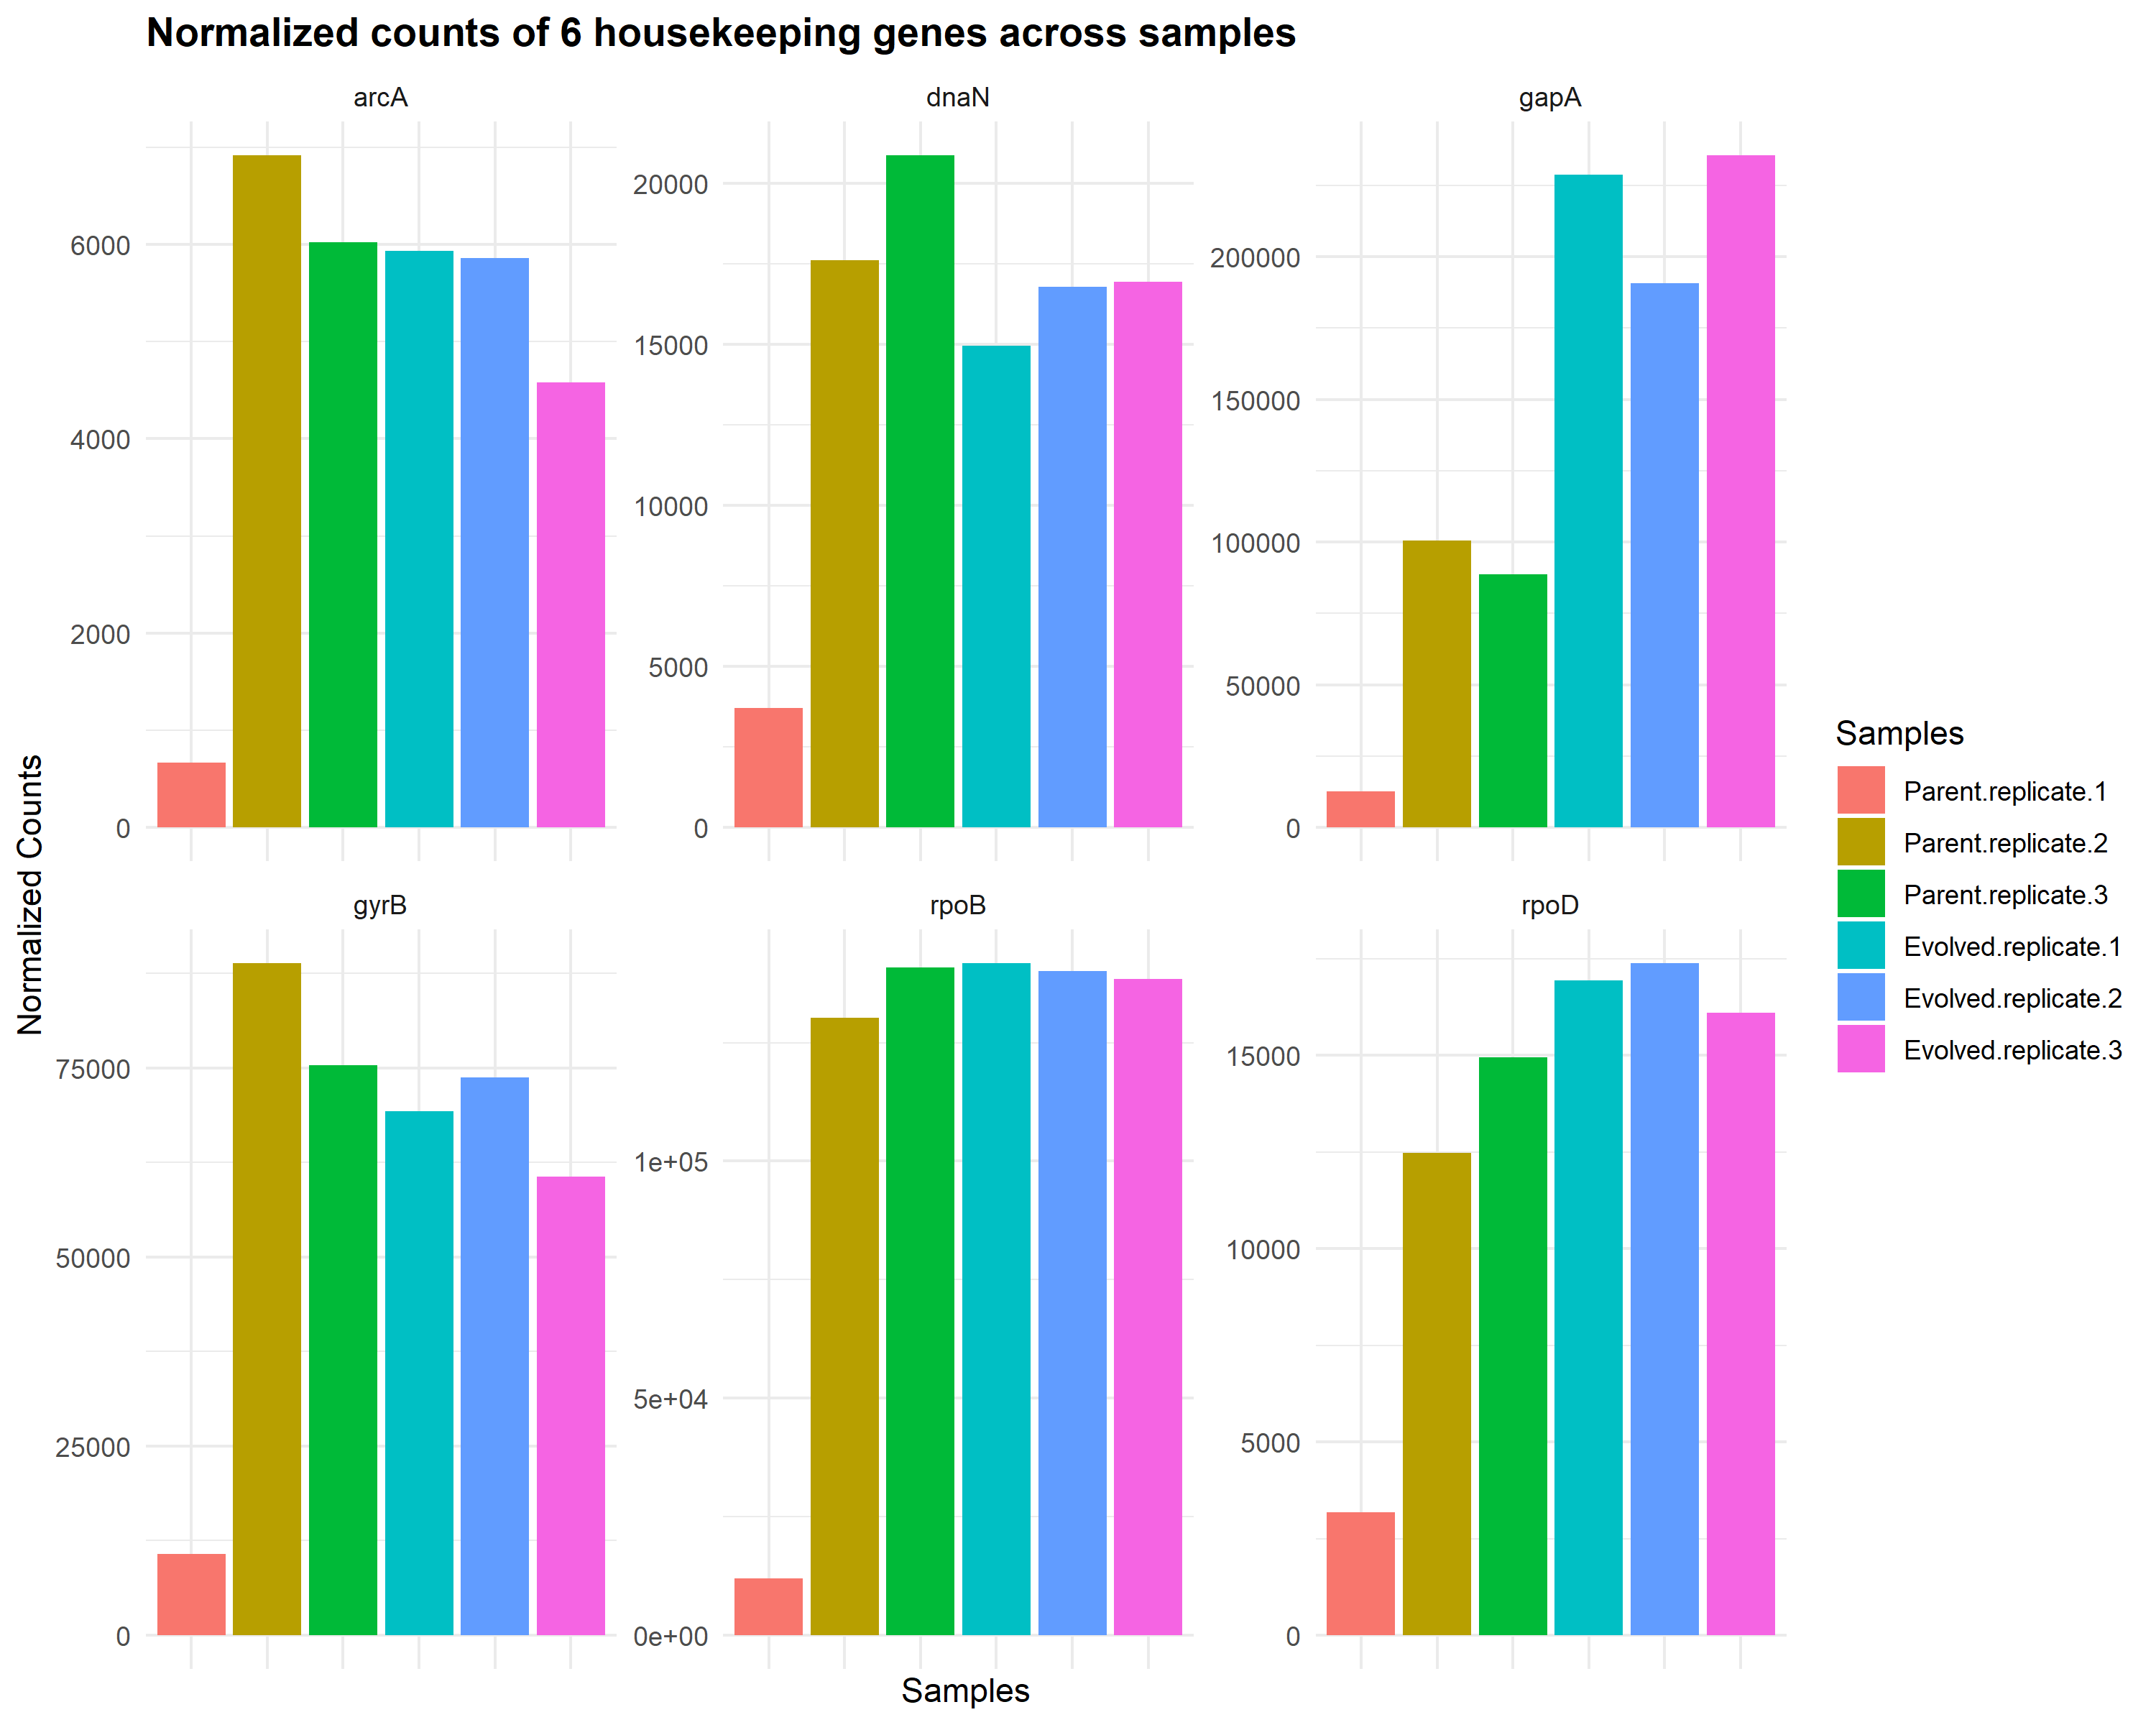 Normalized counts of 6 housekeeping genes across samples
arcA
dnaN
gapA
6000
4000
2000
0
20000
15000
10000
5000
0
200000
150000
100000
50000
0
gyrB
rpoB
rpoD
75000
50000
25000
0
1e+05
5e+04
0e+00
15000
10000
5000
0
Normalized Counts
Samples
Samples
Parent.replicate.1
Parent.replicate.2
Parent.replicate.3
Evolved.replicate.1
Evolved.replicate.2
Evolved.replicate.3